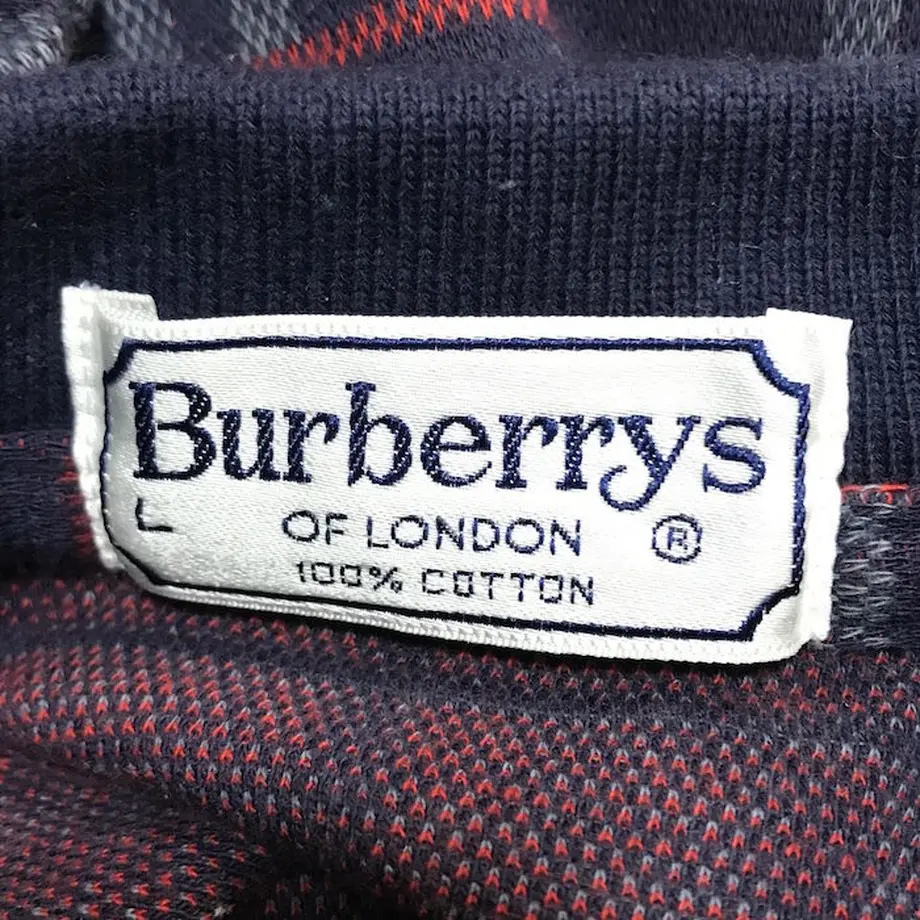 Burberrys
L OF LONDON ®
100% COTTON